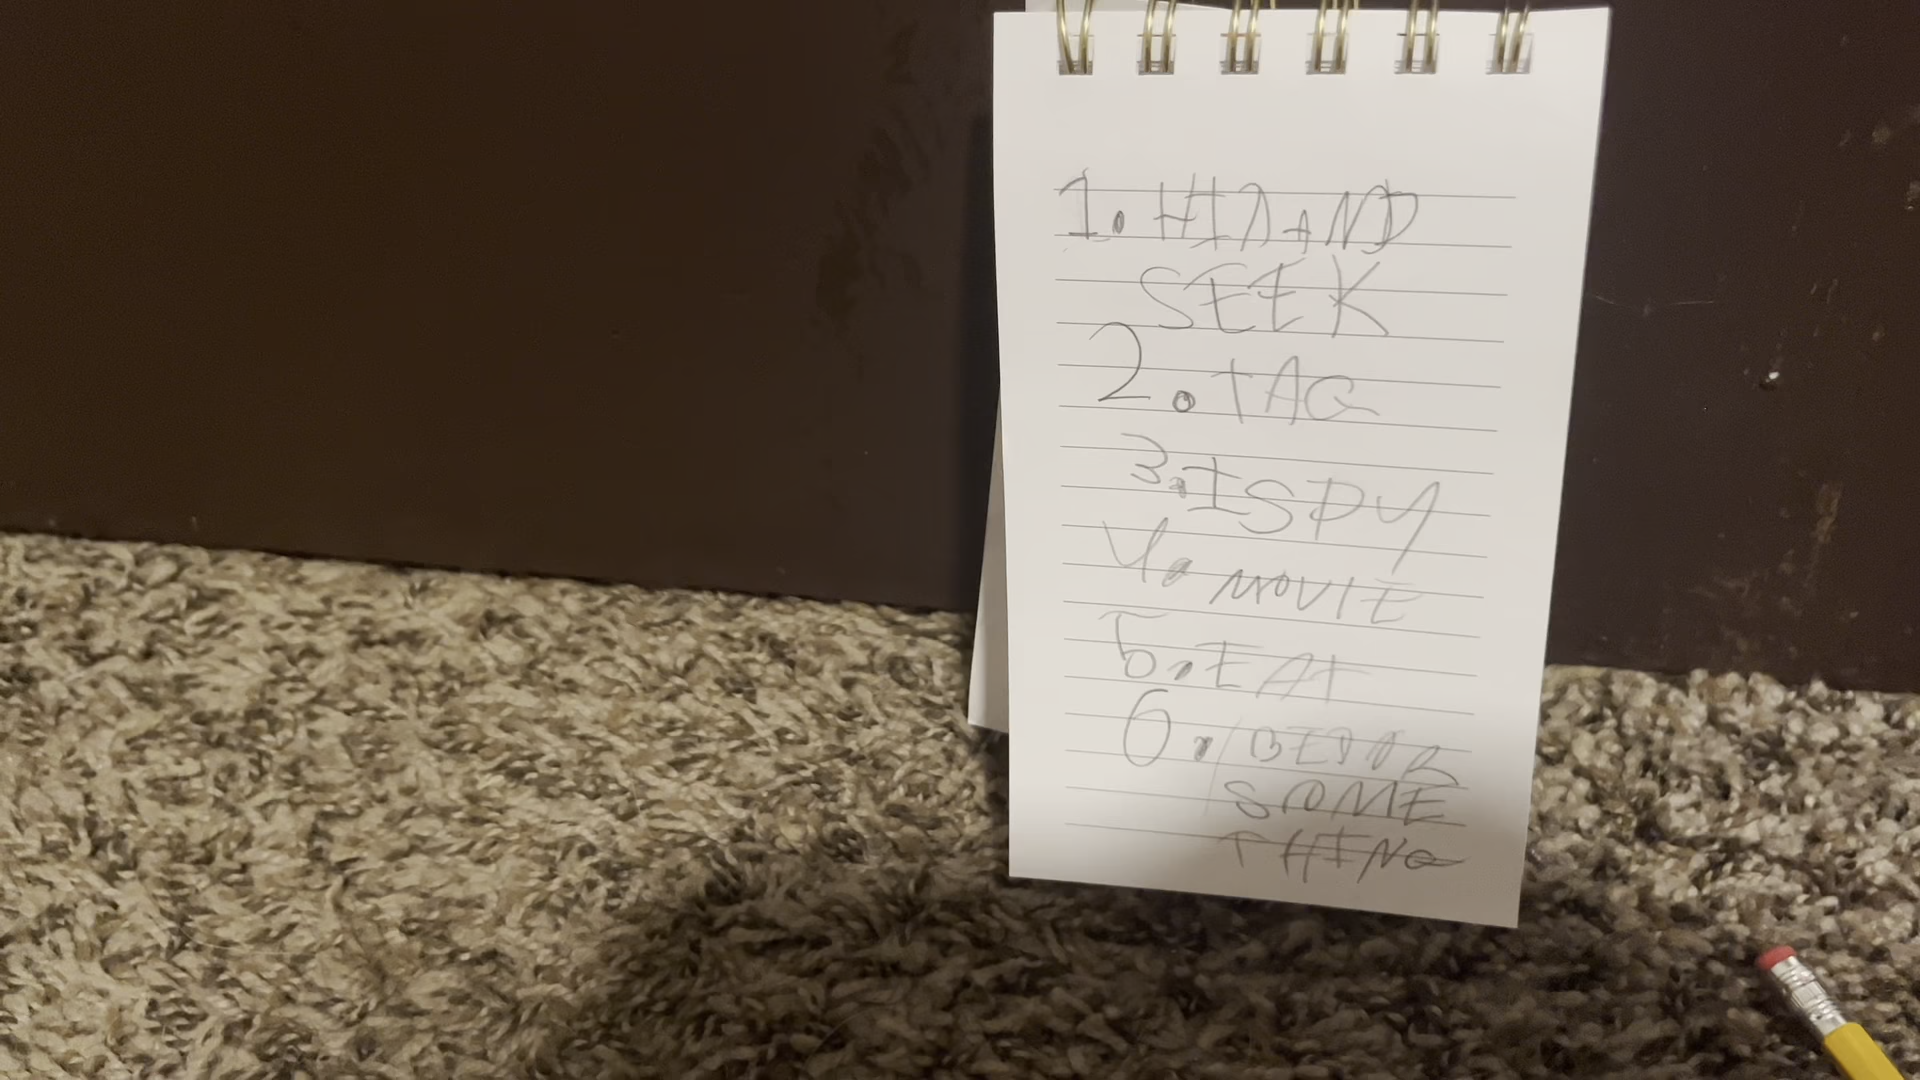 1. HID AND
SEEK
2. TAG
3. I SPY
4. MOVIE
5. EAT
6.
SOME
THING